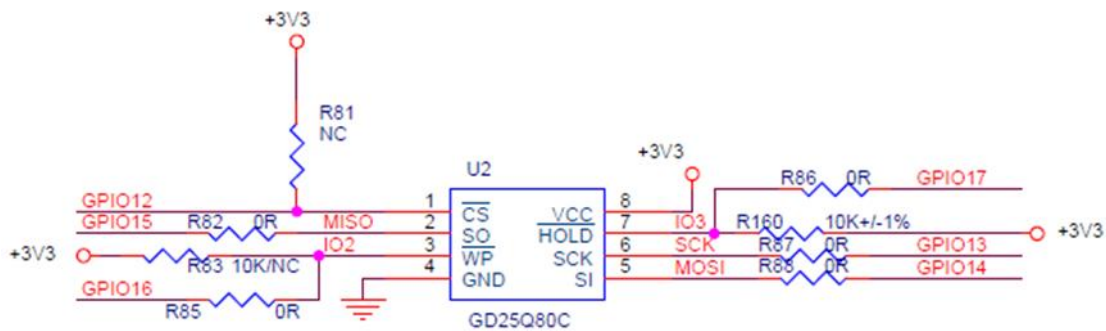 +3V3
R81
NC
+3V3
U2
GPIO12
1
CS
VCC
8
R86 0R
GPIO17
GPIO15
R82 0R
MISO
2
SO
HOLD
7
IO3
R160
10K+/-1%
+3V3
+3V3
IO2
3
WP
SCK
6
SCK
R87 0R
GPIO13
R83 10K/NC
4
GND
SI
5
MOSI
R88 0R
GPIO14
GPIO16
R85 0R
GD25Q80C